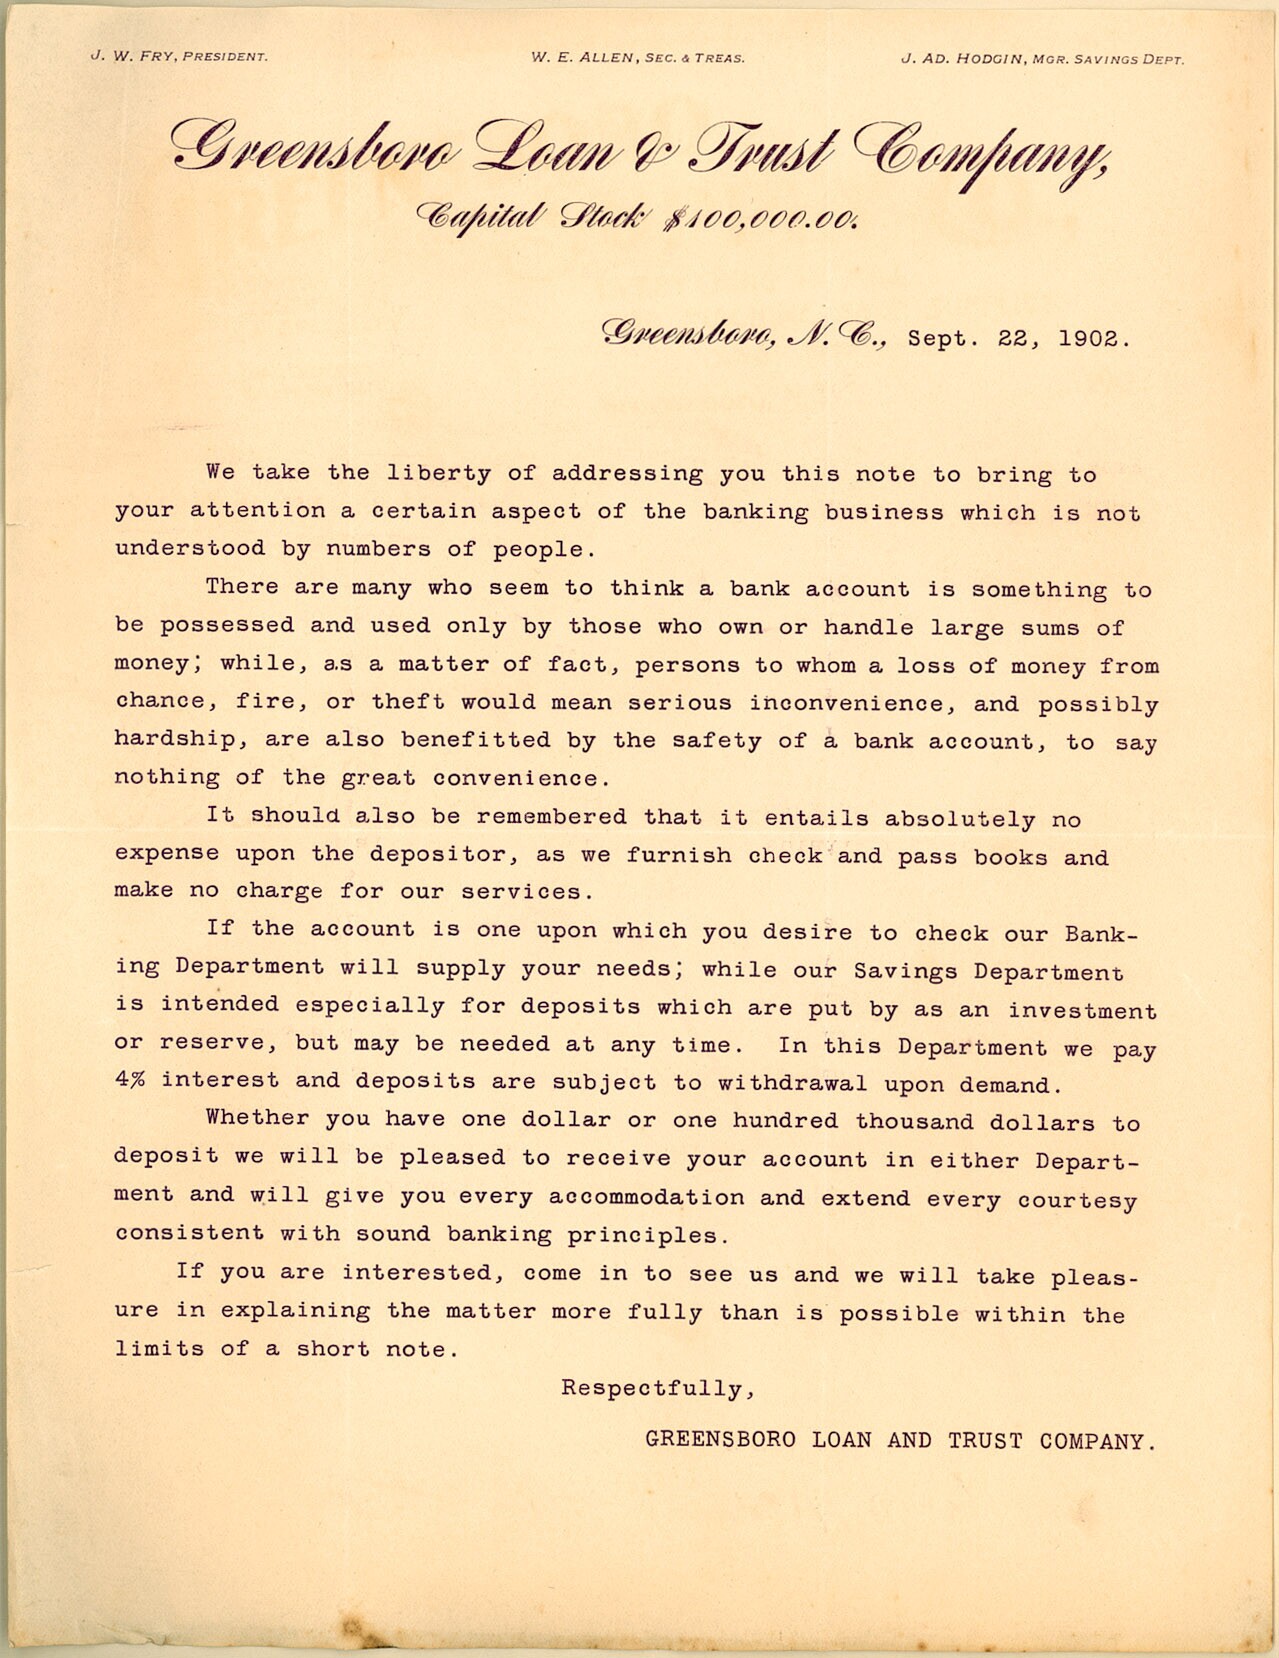 J. W. FRY, PRESIDENT. W. E. ALLEN, SEC. & TREAS. J. AD. HODGIN, MGR. SAVINGS DEPT.
Greensboro Loan & Trust Company,
Capital Stock $100,000.00.
Greensboro, N. C., Sept. 22, 1902.
We take the liberty of addressing you this note to bring to
your attention a certain aspect of the banking business which is not
understood by numbers of people.
There are many who seem to think a bank account is something to
be possessed and used only by those who own or handle large sums of
money; while, as a matter of fact, persons to whom a loss of money from
chance, fire, or theft would mean serious inconvenience, and possibly
hardship, are also benefitted by the safety of a bank account, to say
nothing of the great convenience.
It should also be remembered that it entails absolutely no
expense upon the depositor, as we furnish check and pass books and
make no charge for our services.
If the account is one upon which you desire to check our Bank-
ing Department will supply your needs; while our Savings Department
is intended especially for deposits which are put by as an investment
or reserve, but may be needed at any time. In this Department we pay
4% interest and deposits are subject to withdrawal upon demand.
Whether you have one dollar or one hundred thousand dollars to
deposit we will be pleased to receive your account in either Depart-
ment and will give you every accommodation and extend every courtesy
consistent with sound banking principles.
If you are interested, come in to see us and we will take pleas-
ure in explaining the matter more fully than is possible within the
limits of a short note.
Respectfully,
GREENSBORO LOAN AND TRUST COMPANY.